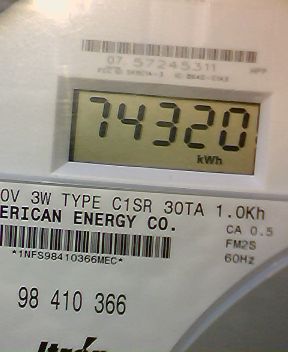 07 57245311
74320
kWh
0V 3W TYPE C1SR 30TA 1.0Kh
ERICAN ENERGY CO.
CA 0.5
FM2S
*1NFS98410366MEC*
60Hz
98 410 366
Itrón